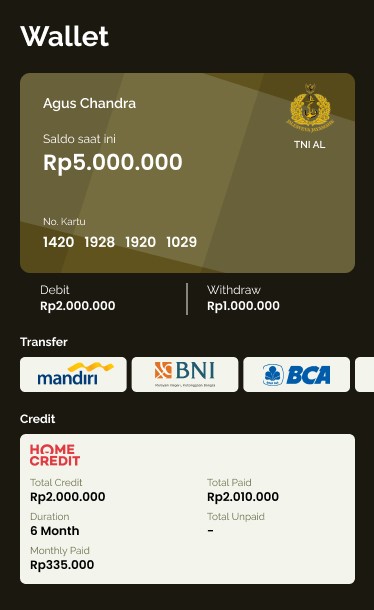 Wallet
Agus Chandra
TNI AL
Saldo saat ini
Rp5.000.000
No. Kartu
1420 1928 1920 1029
Debit
Rp2.000.000
Withdraw
Rp1.000.000
Transfer
mandiri
BNI
BCA
Credit
HOME
CREDIT
Total Credit
Rp2.000.000
Total Paid
Rp2.010.000
Duration
6 Month
Total Unpaid
-
Monthly Paid
Rp335.000